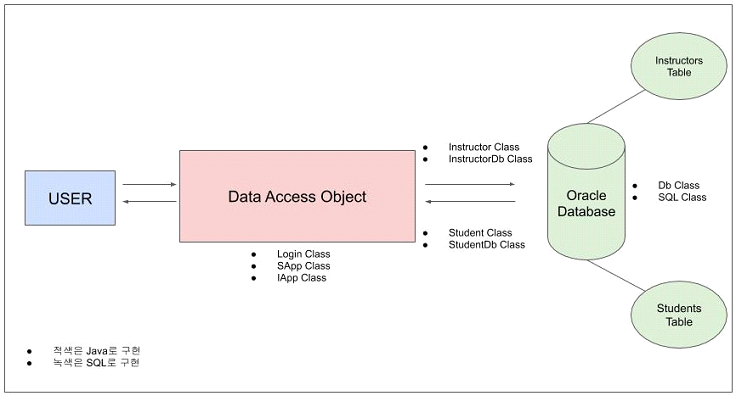 Instructors
Table
● Instructor Class
● InstructorDb Class
USER
Data Access Object
Oracle
Database
● Db Class
● SQL Class
● Student Class
● StudentDb Class
● Login Class
● SApp Class
● IApp Class
Students
Table
● 적색은 Java로 구현
● 녹색은 SQL로 구현